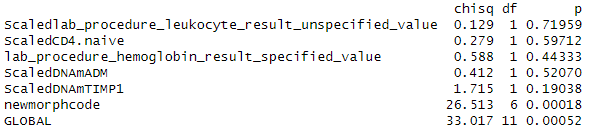 chisq df p
Scaledlab_procedure_leukocyte_result_unspecified_value 0.129 1 0.71959
ScaledCD4.naive 0.279 1 0.59712
lab_procedure_hemoglobin_result_specified_value 0.588 1 0.44333
ScaledDNAmADM 0.412 1 0.52070
ScaledDNAmTIMP1 1.715 1 0.19038
newmorphcode 26.513 6 0.00018
GLOBAL 33.017 11 0.00052